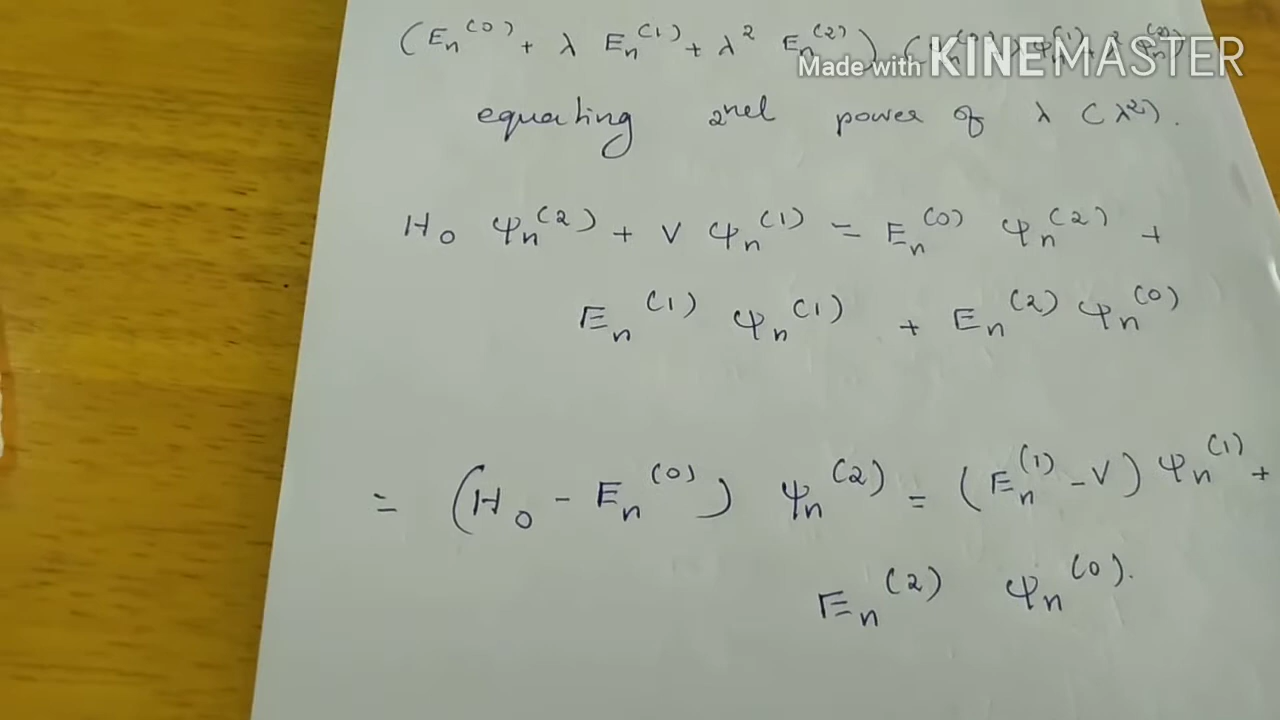 (Eₙ⁽⁰⁾ + λ Eₙ⁽¹⁾ + λ² Eₙ⁽²⁾)
Made with KINEMASTER
equating 2nd power of λ (λ²).
H₀ ψₙ⁽²⁾ + V ψₙ⁽¹⁾ = Eₙ⁽⁰⁾ ψₙ⁽²⁾ +
Eₙ⁽¹⁾ ψₙ⁽¹⁾ + Eₙ⁽²⁾ ψₙ⁽⁰⁾
= (H₀ - Eₙ⁽⁰⁾) ψₙ⁽²⁾ = (Eₙ⁽¹⁾ - V) ψₙ⁽¹⁾ +
Eₙ⁽²⁾ ψₙ⁽⁰⁾.